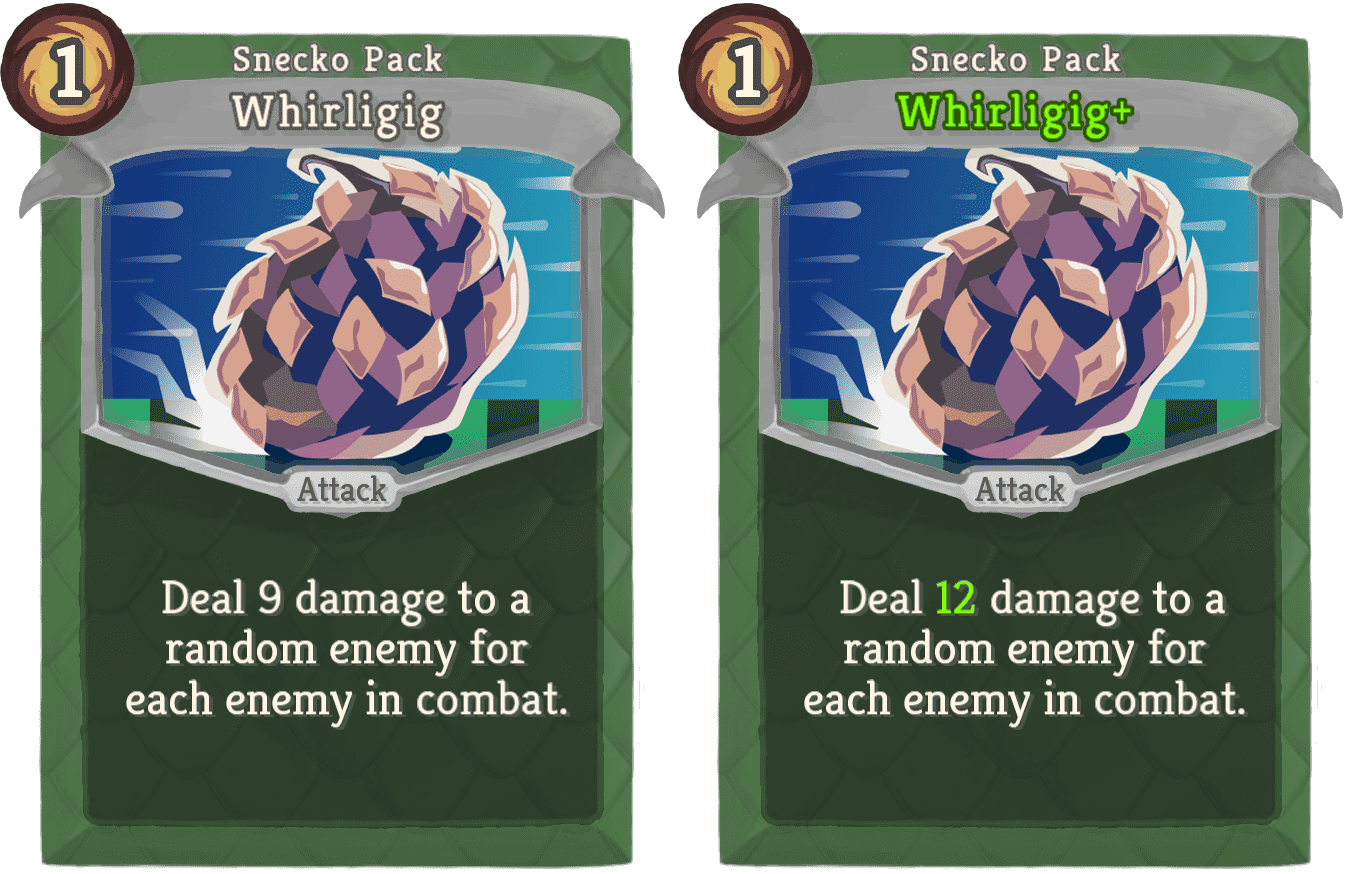 1
Snecko Pack
Whirligig
Attack
Deal 9 damage to a
random enemy for
each enemy in combat.
1
Snecko Pack
Whirligig+
Attack
Deal 12 damage to a
random enemy for
each enemy in combat.